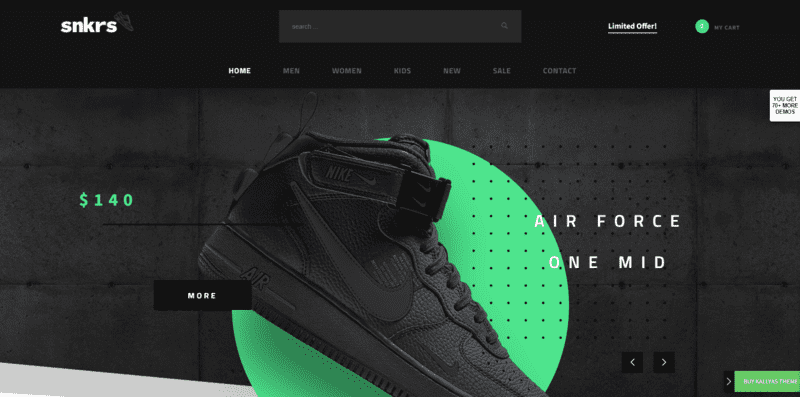 snkrs
search ...
Limited Offer!
2
MY CART
HOME
MEN
WOMEN
KIDS
NEW
SALE
CONTACT
YOU GET
70+ MORE
DEMOS
NIKE
$140
AIR FORCE
ONE MID
AIR
MORE
BUY KALLYAS THEME